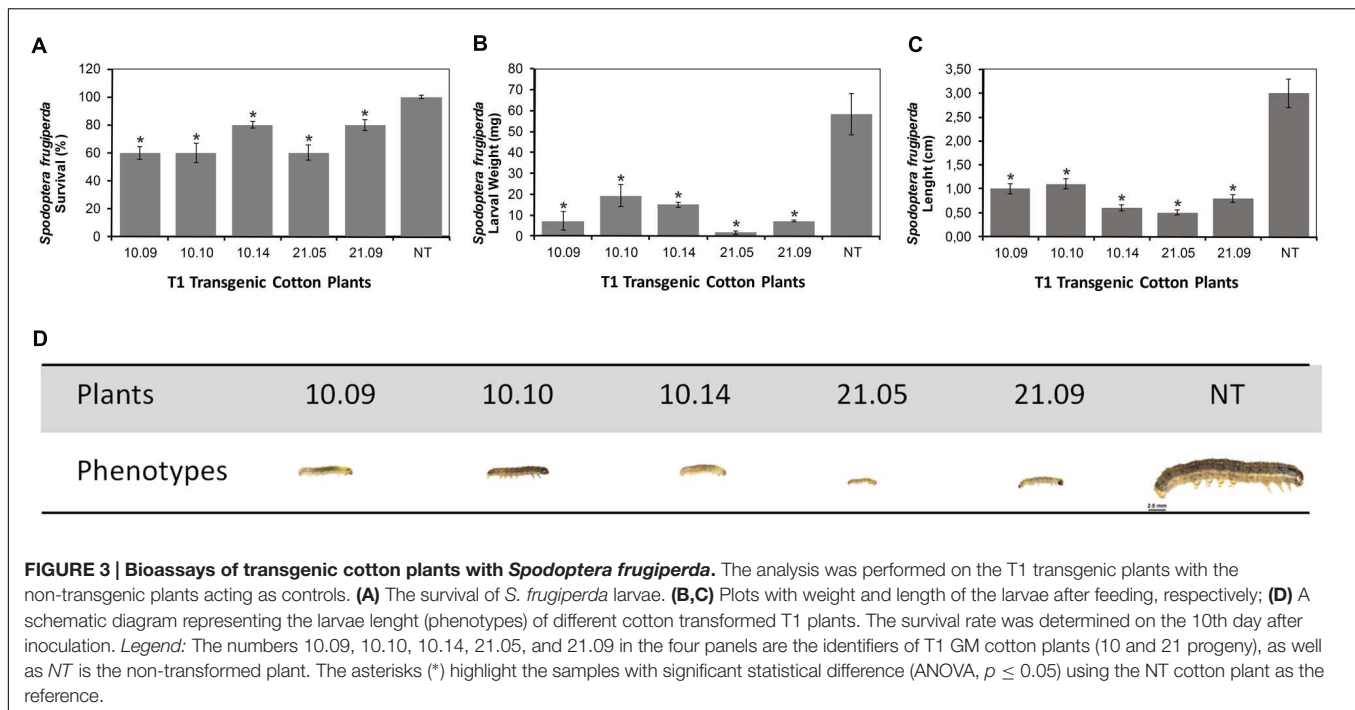 A
Spodoptera frugiperda
Survival (%)
120
100
80
60
40
20
0
*
*
*
*
*
10.09 10.10 10.14 21.05 21.09 NT
T1 Transgenic Cotton Plants
B
Spodoptera frugiperda
Larval Weight (mg)
80
70
60
50
40
30
20
10
0
*
*
*
*
*
10.09 10.10 10.14 21.05 21.09 NT
T1 Transgenic Cotton Plants
C
Spodoptera frugiperda
Lenght (cm)
3,50
3,00
2,50
2,00
1,50
1,00
0,50
0,00
*
*
*
*
*
10.09 10.10 10.14 21.05 21.09 NT
T1 Transgenic Cotton Plants
D
Plants 10.09 10.10 10.14 21.05 21.09 NT
Phenotypes
2.8 mm
FIGURE 3 | Bioassays of transgenic cotton plants with Spodoptera frugiperda. The analysis was performed on the T1 transgenic plants with the
non-transgenic plants acting as controls. (A) The survival of S. frugiperda larvae. (B,C) Plots with weight and length of the larvae after feeding, respectively; (D) A
schematic diagram representing the larvae lenght (phenotypes) of different cotton transformed T1 plants. The survival rate was determined on the 10th day after
inoculation. Legend: The numbers 10.09, 10.10, 10.14, 21.05, and 21.09 in the four panels are the identifiers of T1 GM cotton plants (10 and 21 progeny), as well
as NT is the non-transformed plant. The asterisks (*) highlight the samples with significant statistical difference (ANOVA, p ≤ 0.05) using the NT cotton plant as the
reference.